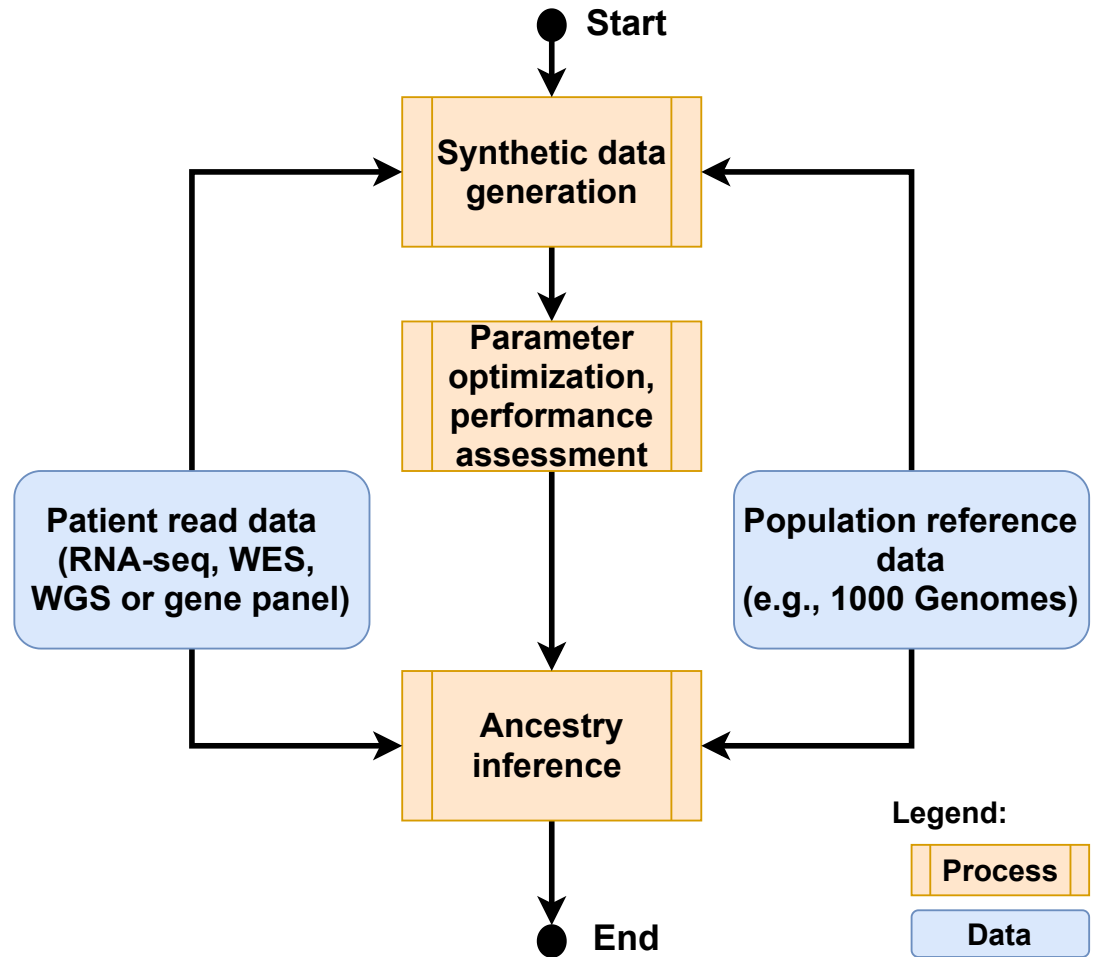 Start
Synthetic data
generation
Parameter
optimization,
performance
assessment
Patient read data
(RNA-seq, WES,
WGS or gene panel)
Population reference
data
(e.g., 1000 Genomes)
Ancestry
inference
Legend:
Process
Data
End